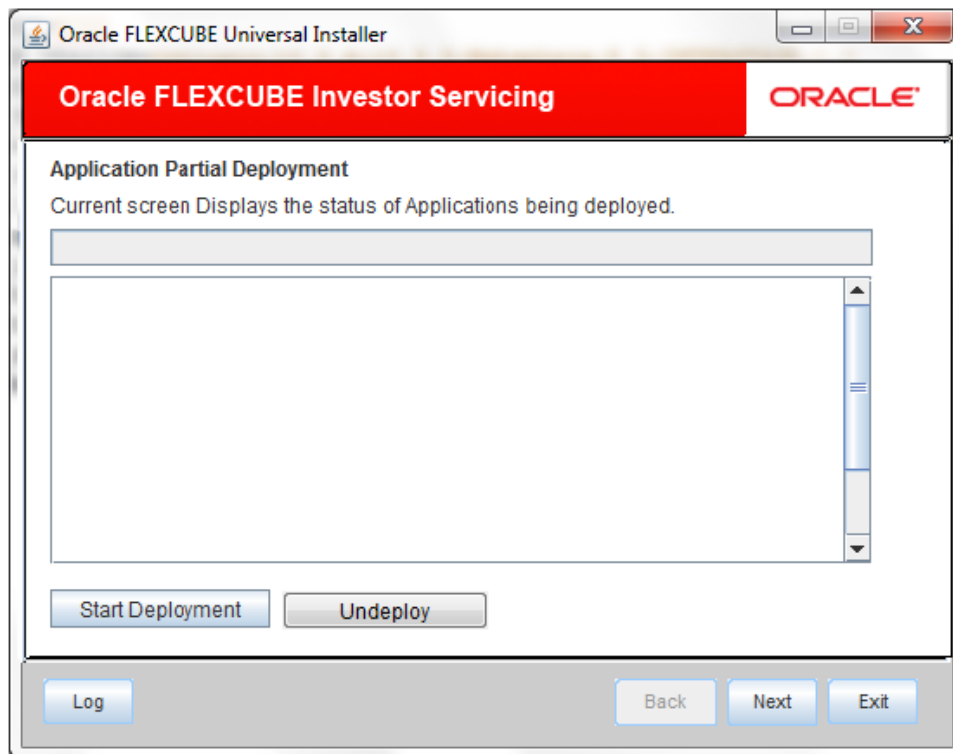 Oracle FLEXCUBE Universal Installer
Oracle FLEXCUBE Investor Servicing
ORACLE®
Application Partial Deployment
Current screen Displays the status of Applications being deployed.
Start Deployment
Undeploy
Log
Back
Next
Exit